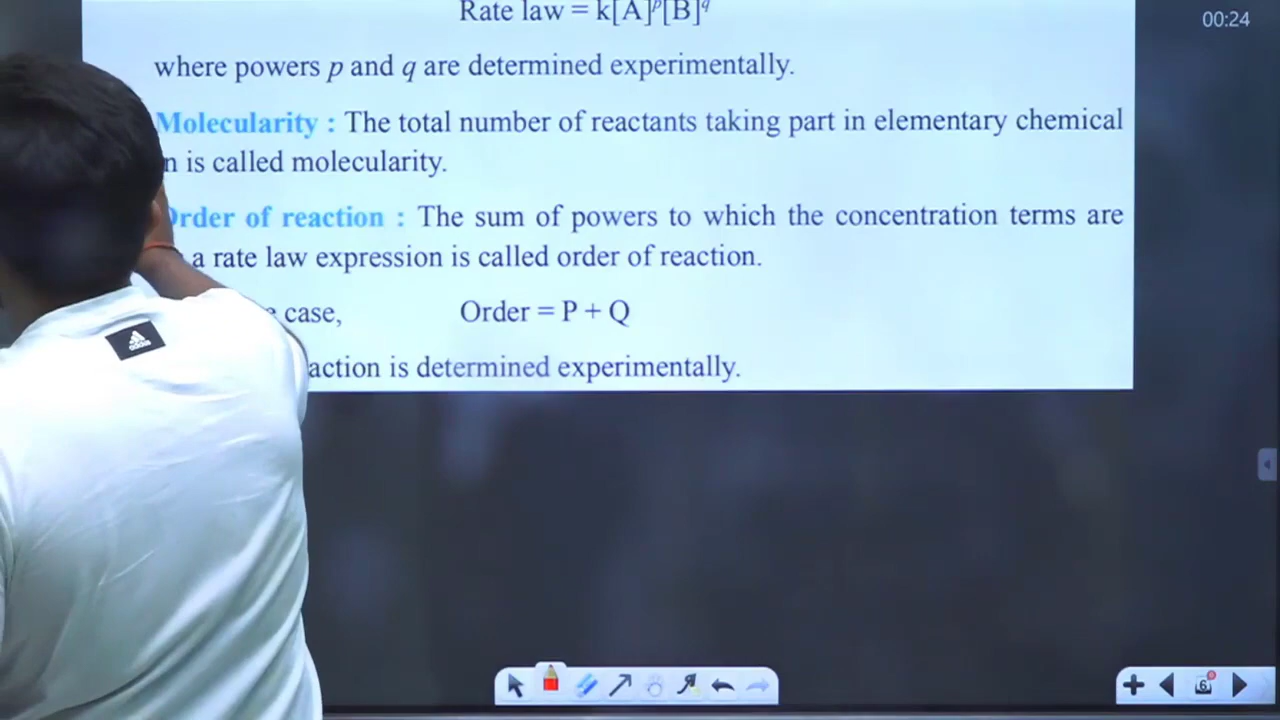 Rate law = k[A]ᵖ[B]^q
00:24
where powers p and q are determined experimentally.
Molecularity : The total number of reactants taking part in elementary chemical
n is called molecularity.
Order of reaction : The sum of powers to which the concentration terms are
a rate law expression is called order of reaction.
case, Order = P + Q
action is determined experimentally.
adidas
6